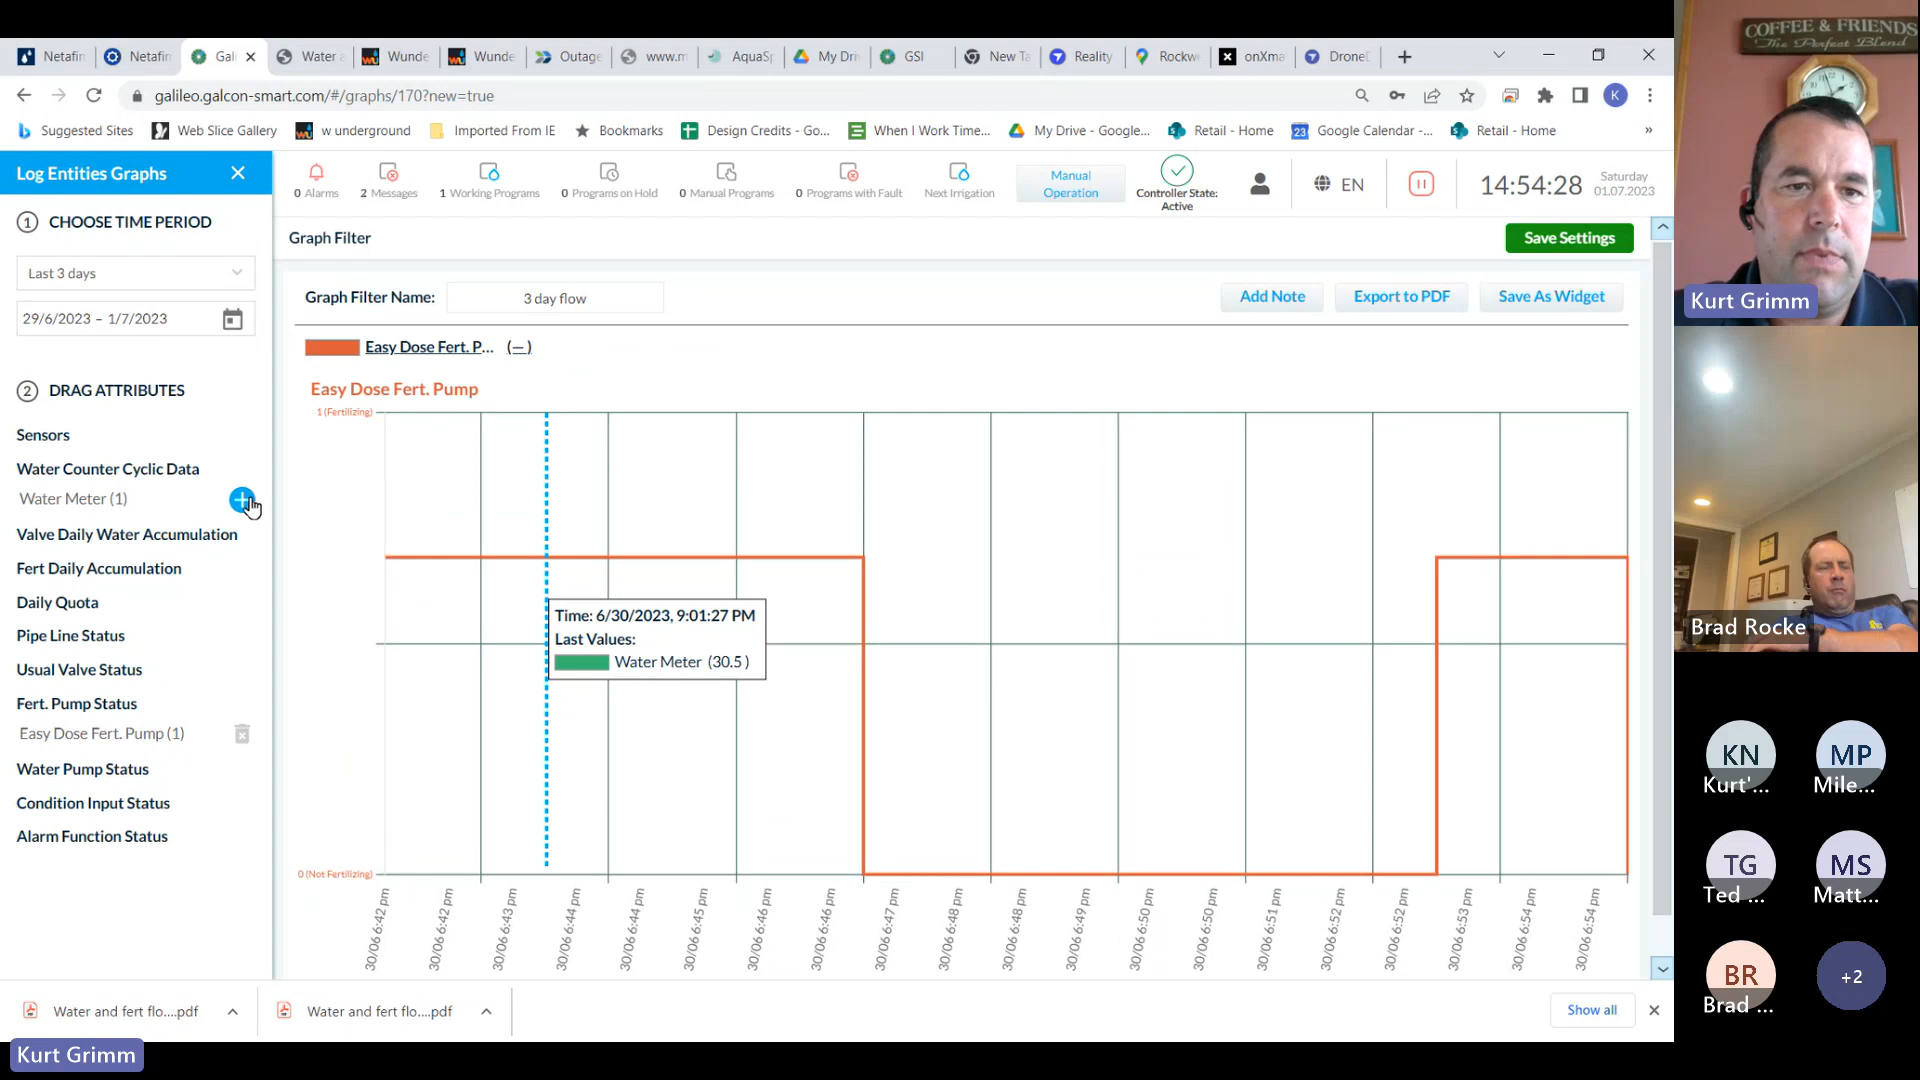 Netafin
Netafin
Gal
Water a
Wunde
Wunde
Outage
www.m
AquaSp
My Driv
GSI
New Ta
Reality
Rockwe
onXma
DroneD
galileo.galcon-smart.com/#/graphs/170?new=true
K
Suggested Sites
Web Slice Gallery
w underground
Imported From IE
Bookmarks
Design Credits - Go...
When I Work Time...
My Drive - Google...
Retail - Home
23
Google Calendar -...
Retail - Home
»
Log Entities Graphs
1 CHOOSE TIME PERIOD
Last 3 days
29/6/2023 – 1/7/2023
2 DRAG ATTRIBUTES
Sensors
Water Counter Cyclic Data
Water Meter (1)
Valve Daily Water Accumulation
Fert Daily Accumulation
Daily Quota
Pipe Line Status
Usual Valve Status
Fert. Pump Status
Easy Dose Fert. Pump (1)
Water Pump Status
Condition Input Status
Alarm Function Status
0 Alarms
2 Messages
1 Working Programs
0 Programs on Hold
0 Manual Programs
0 Programs with Fault
Next Irrigation
Manual
Operation
Controller State:
Active
EN
14:54:28
Saturday
01.07.2023
Graph Filter
Save Settings
Graph Filter Name:
3 day flow
Add Note
Export to PDF
Save As Widget
Easy Dose Fert. P... (—)
Easy Dose Fert. Pump
1 (Fertilizing)
Time: 6/30/2023, 9:01:27 PM
Last Values:
Water Meter (30.5 )
0 (Not Fertilizing)
30/06 6:42 pm
30/06 6:42 pm
30/06 6:43 pm
30/06 6:44 pm
30/06 6:44 pm
30/06 6:45 pm
30/06 6:46 pm
30/06 6:46 pm
30/06 6:47 pm
30/06 6:48 pm
30/06 6:48 pm
30/06 6:49 pm
30/06 6:50 pm
30/06 6:50 pm
30/06 6:51 pm
30/06 6:52 pm
30/06 6:52 pm
30/06 6:53 pm
30/06 6:54 pm
30/06 6:54 pm
Water and fert flo....pdf
Water and fert flo....pdf
Show all
Kurt Grimm
COFFEE & FRIENDS
The Perfect Blend
Kurt Grimm
Brad Rocke
KN
Kurt'...
MP
Mile...
TG
Ted ...
MS
Matt...
BR
Brad ...
+2